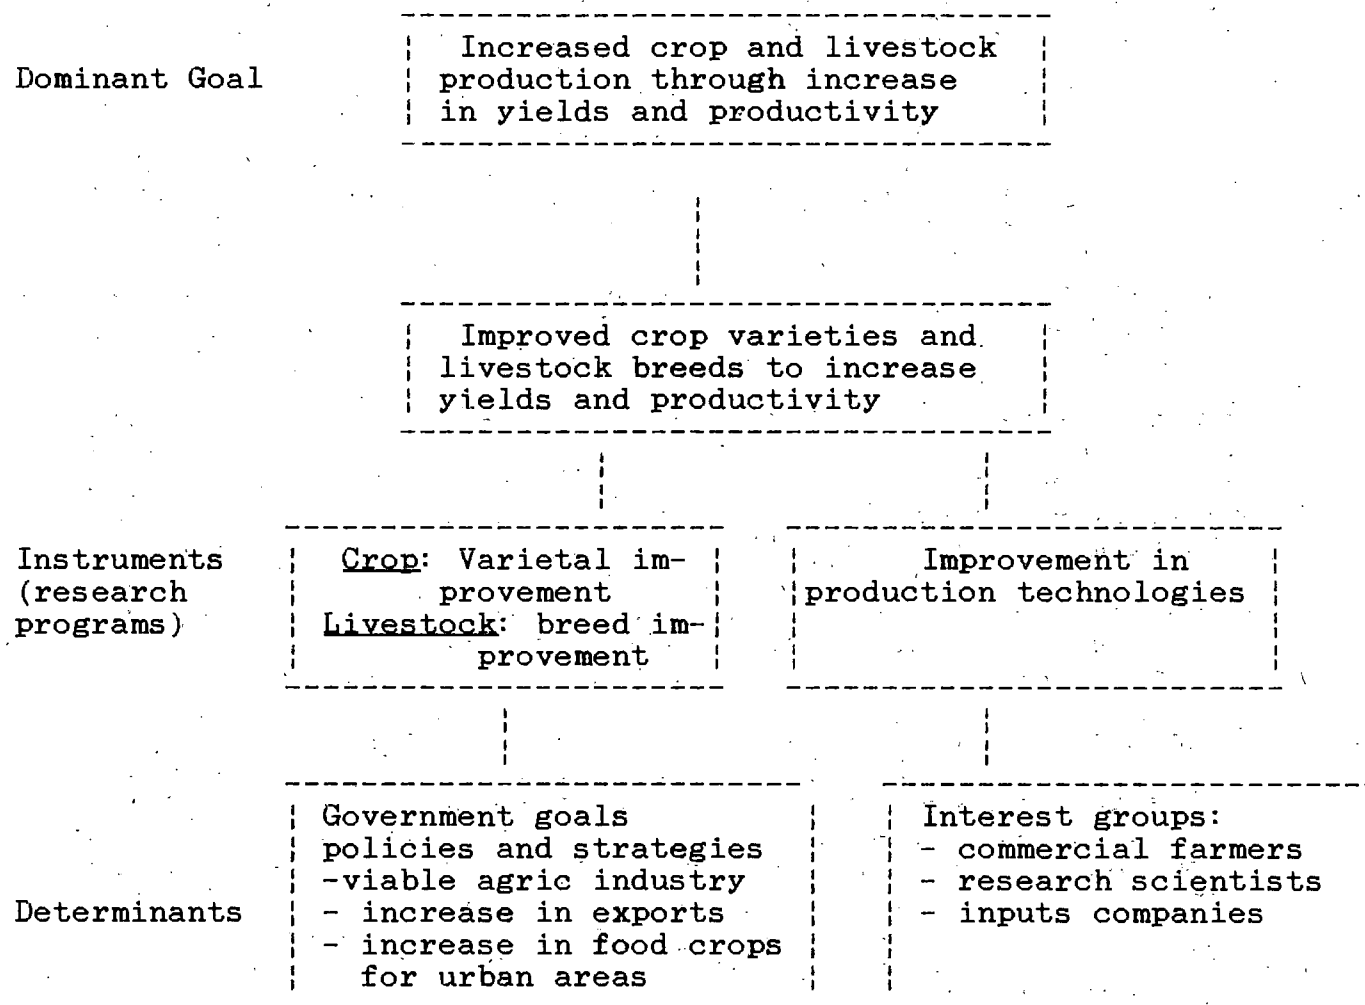 Increased crop and livestock
Dominant Goal production through increase
in yields and productivity
Improved crop varieties and
livestock breeds to increase
yields and productivity
Instruments
(research
programs)
Crop: Varietal im-
provement
Livestock: breed im-
provement
Improvement in
production technologies
Determinants
Government goals
policies and strategies
-viable agric industry
- increase in exports
- increase in food crops
for urban areas
Interest groups:
- commercial farmers
- research scientists
- inputs companies